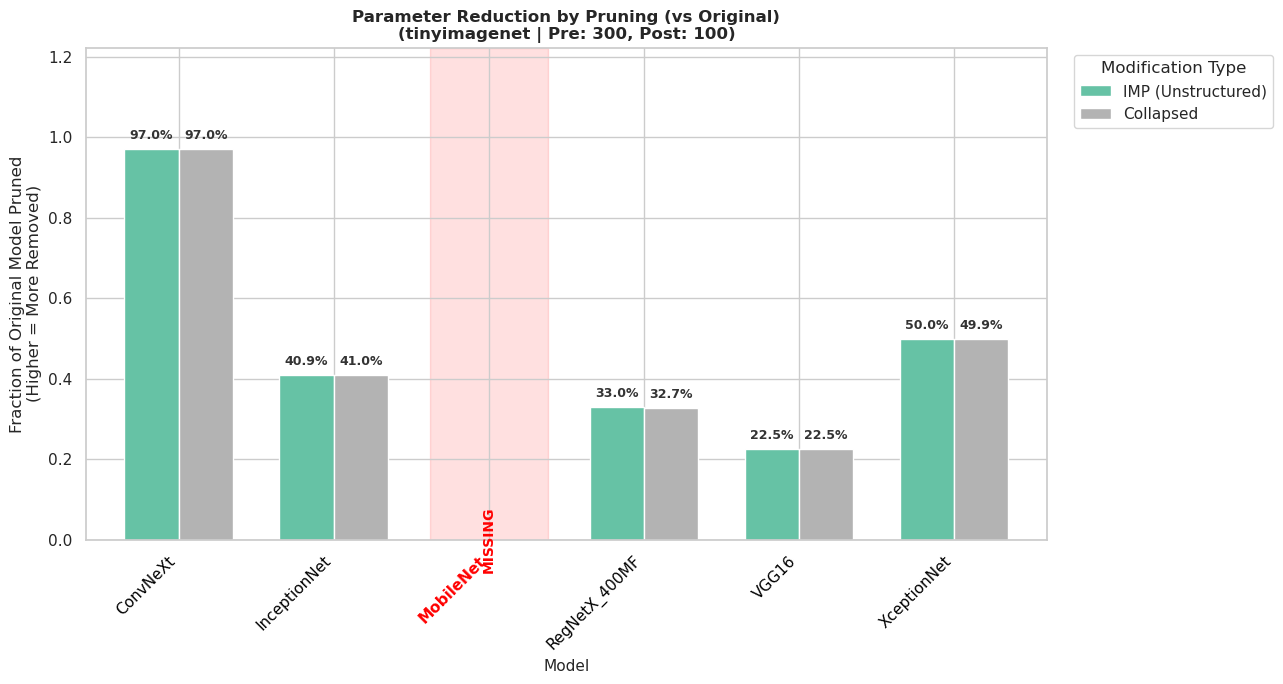 Parameter Reduction by Pruning (vs Original)
(tinyimagenet | Pre: 300, Post: 100)
Fraction of Original Model Pruned
(Higher = More Removed)
1.2
1.0
0.8
0.6
0.4
0.2
0.0
97.0% 97.0%
40.9% 41.0%
MISSING
33.0% 32.7%
22.5% 22.5%
50.0% 49.9%
ConvNeXt
InceptionNet
MobileNet
RegNetX_400MF
VGG16
XceptionNet
Model
Modification Type
IMP (Unstructured)
Collapsed